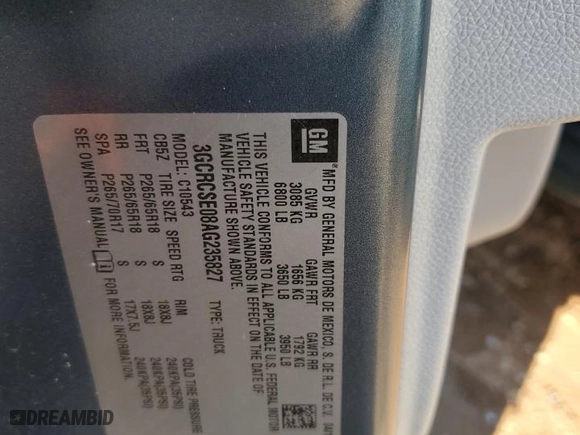 GM
MFD BY GENERAL MOTORS DE MEXICO, S. DE R.L. DE C.V.
GVWR GAWR FRT GAWR RR
3085 KG 1656 KG 1792 KG
6800 LB 3650 LB 3950 LB
THIS VEHICLE CONFORMS TO ALL APPLICABLE U.S. FEDERAL MOTOR
VEHICLE SAFETY STANDARDS IN EFFECT ON THE DATE OF
MANUFACTURE SHOWN ABOVE.
3GCRCSE08AG235827 TYPE: TRUCK
MODEL: C10543
CB5Z TIRE SIZE SPEED RTG RIM COLD TIRE PRESSURE
FRT P265/65R18 S 18X8J 240KPA(35PSI)
RR P265/65R18 S 18X8J 240KPA(35PSI)
SPA P265/70R17 S 17X7.5J 240KPA(35PSI)
SEE OWNER'S MANUAL FOR MORE INFORMATION.
DREAMBID